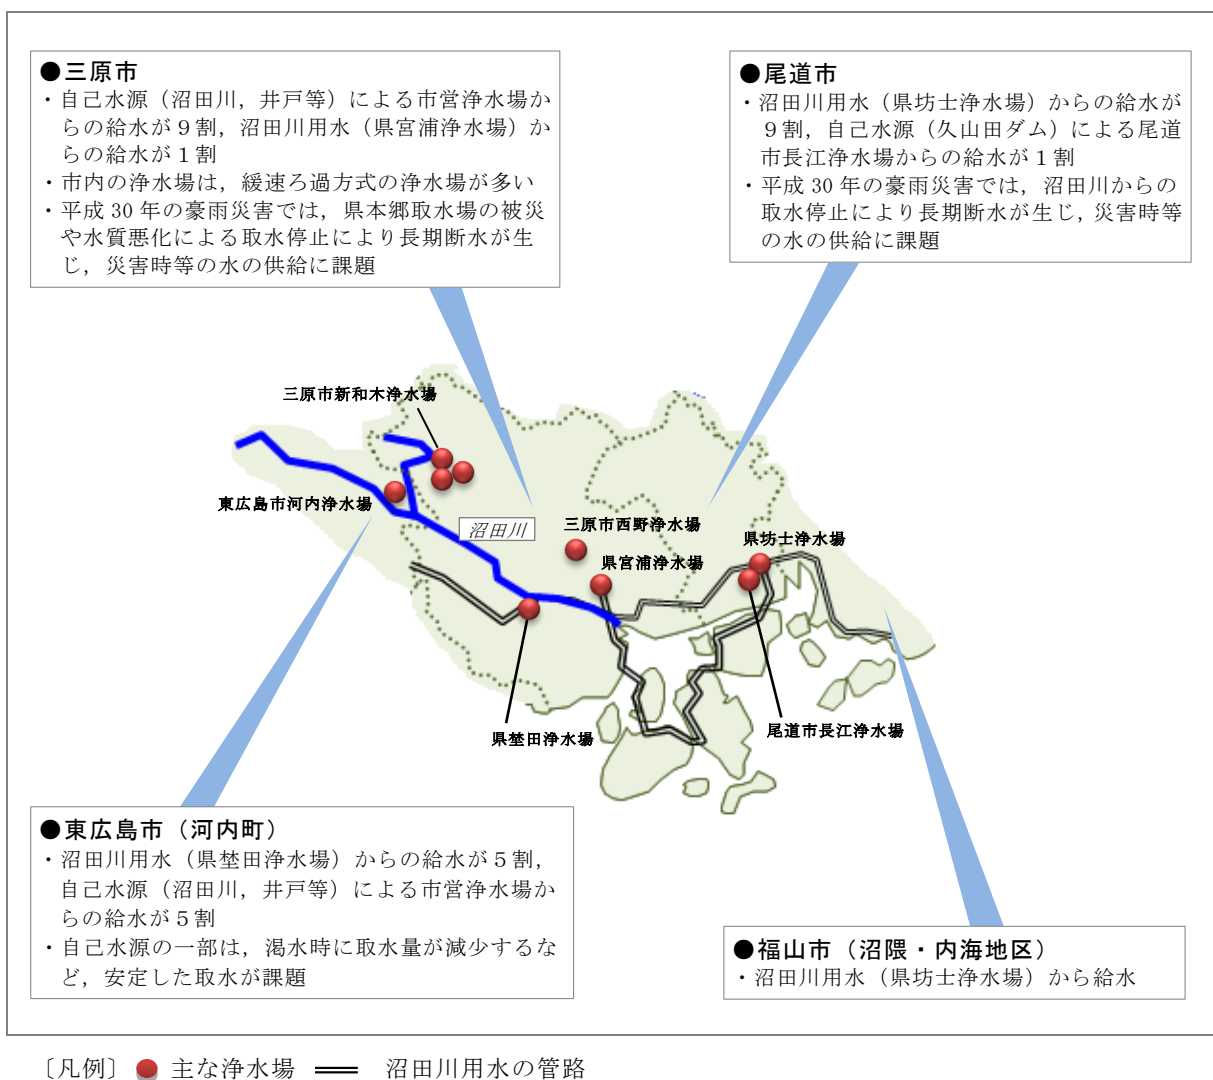 ●三原市
・自己水源（沼田川，井戸等）による市営浄水場か
らの給水が９割，沼田川用水（県宮浦浄水場）か
らの給水が１割
・市内の浄水場は，緩速ろ過方式の浄水場が多い
・平成 30 年の豪雨災害では，県本郷取水場の被災
や水質悪化による取水停止により長期断水が生
じ，災害時等の水の供給に課題
●尾道市
・沼田川用水（県坊士浄水場）からの給水が
９割，自己水源（久山田ダム）による尾道
市長江浄水場からの給水が１割
・平成 30 年の豪雨災害では，沼田川からの
取水停止により長期断水が生じ，災害時等
の水の供給に課題
三原市新和木浄水場
東広島市河内浄水場
沼田川
三原市西野浄水場
県宮浦浄水場
県坊士浄水場
県埜田浄水場
尾道市長江浄水場
●東広島市（河内町）
・沼田川用水（県埜田浄水場）からの給水が５割，
自己水源（沼田川，井戸等）による市営浄水場か
らの給水が５割
・自己水源の一部は，渇水時に取水量が減少するな
ど，安定した取水が課題
●福山市（沼隈・内海地区）
・沼田川用水（県坊士浄水場）から給水
〔凡例〕 主な浄水場 沼田川用水の管路